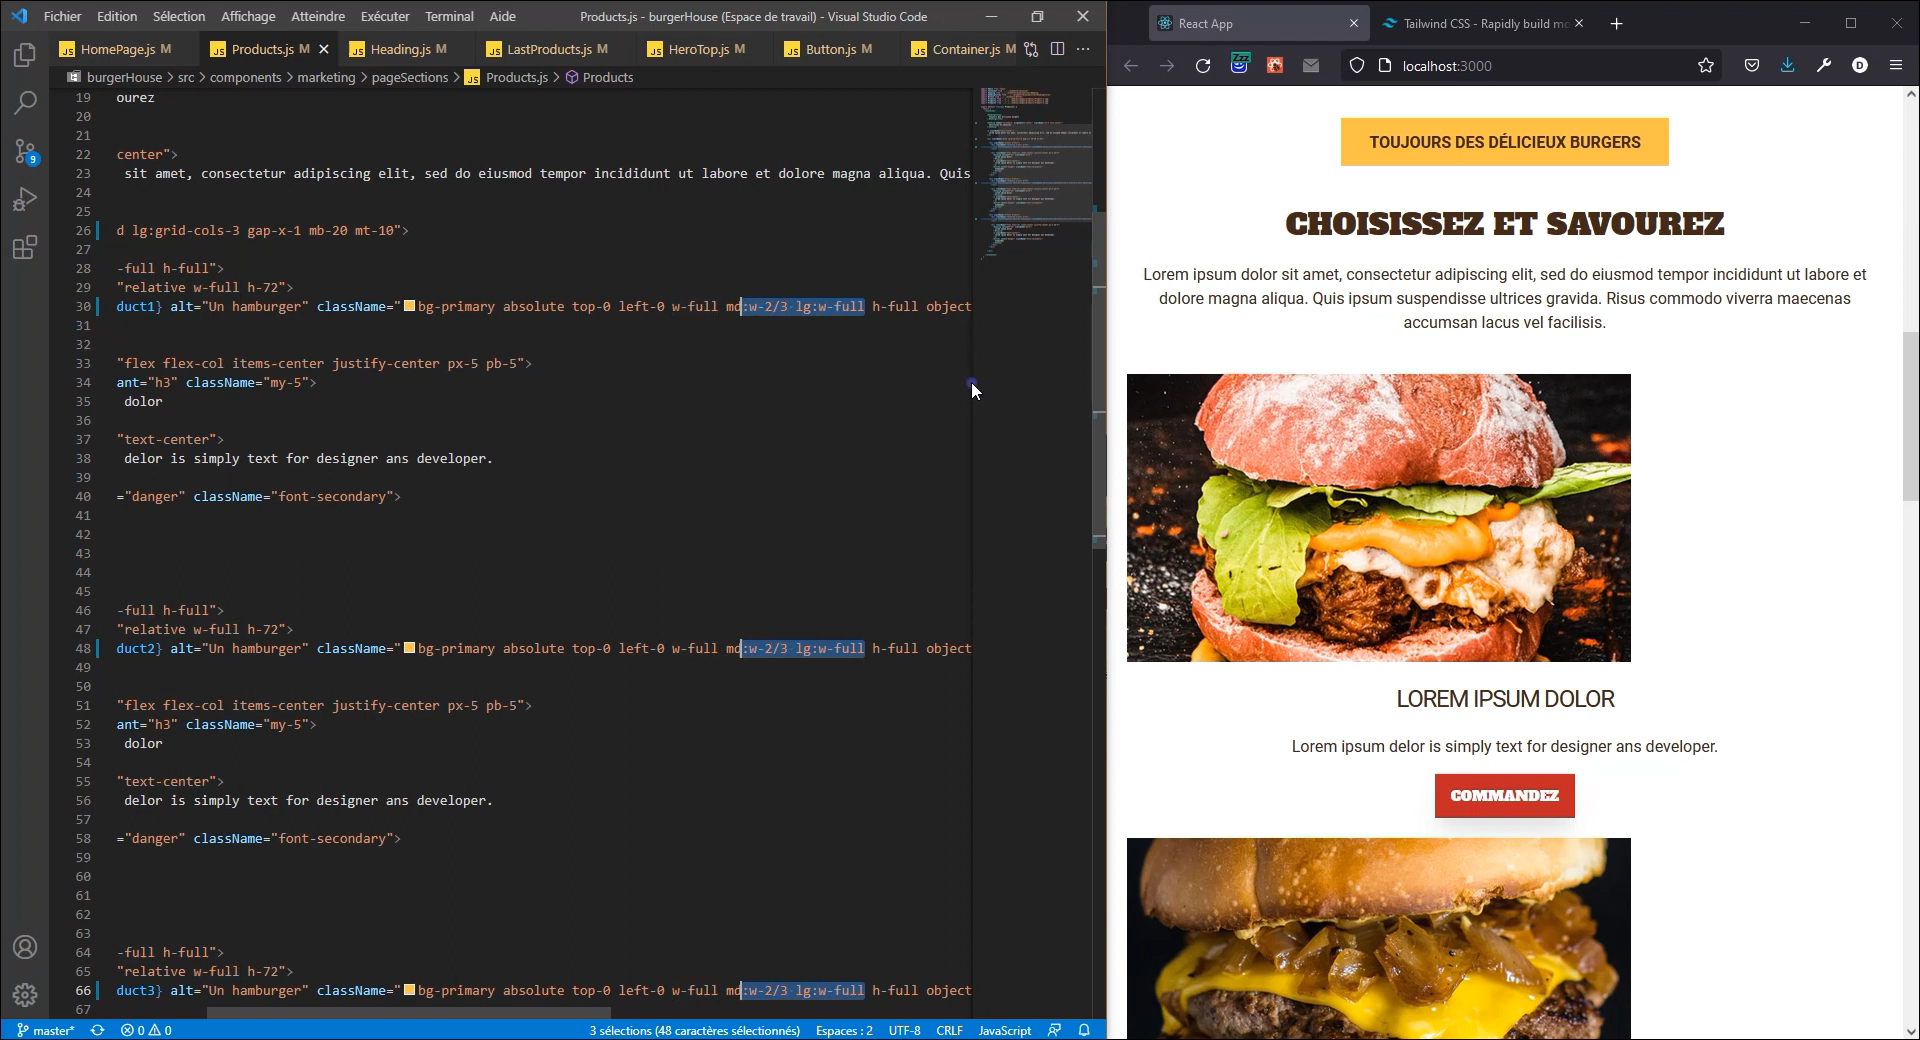 Fichier Edition Sélection Affichage Atteindre Exécuter Terminal Aide Products.js - burgerHouse (Espace de travail) - Visual Studio Code
HomePage.js M Products.js M Heading.js M LastProducts.js M HeroTop.js M Button.js M Container.js M
burgerHouse > src > components > marketing > pageSections > Products.js > Products
19 ourez
20
21
22 center">
23 sit amet, consectetur adipiscing elit, sed do eiusmod tempor incididunt ut labore et dolore magna aliqua. Quis
24
25
26 d lg:grid-cols-3 gap-x-1 mb-20 mt-10">
27
28 -full h-full">
29 "relative w-full h-72">
30 duct1} alt="Un hamburger" className="bg-primary absolute top-0 left-0 w-full md:w-2/3 lg:w-full h-full object
31
32
33 "flex flex-col items-center justify-center px-5 pb-5">
34 ant="h3" className="my-5">
35 dolor
36
37 "text-center">
38 delor is simply text for designer ans developer.
39
40 ="danger" className="font-secondary">
41
42
43
44
45
46 -full h-full">
47 "relative w-full h-72">
48 duct2} alt="Un hamburger" className="bg-primary absolute top-0 left-0 w-full md:w-2/3 lg:w-full h-full object
49
50
51 "flex flex-col items-center justify-center px-5 pb-5">
52 ant="h3" className="my-5">
53 dolor
54
55 "text-center">
56 delor is simply text for designer ans developer.
57
58 ="danger" className="font-secondary">
59
60
61
62
63
64 -full h-full">
65 "relative w-full h-72">
66 duct3} alt="Un hamburger" className="bg-primary absolute top-0 left-0 w-full md:w-2/3 lg:w-full h-full object
67
9
master* 0 0 3 sélections (48 caractères sélectionnés) Espaces : 2 UTF-8 CRLF JavaScript
React App Tailwind CSS - Rapidly build mo
localhost:3000
TOUJOURS DES DÉLICIEUX BURGERS
CHOISISSEZ ET SAVOUREZ
Lorem ipsum dolor sit amet, consectetur adipiscing elit, sed do eiusmod tempor incididunt ut labore et
dolore magna aliqua. Quis ipsum suspendisse ultrices gravida. Risus commodo viverra maecenas
accumsan lacus vel facilisis.
LOREM IPSUM DOLOR
Lorem ipsum delor is simply text for designer ans developer.
COMMANDEZ